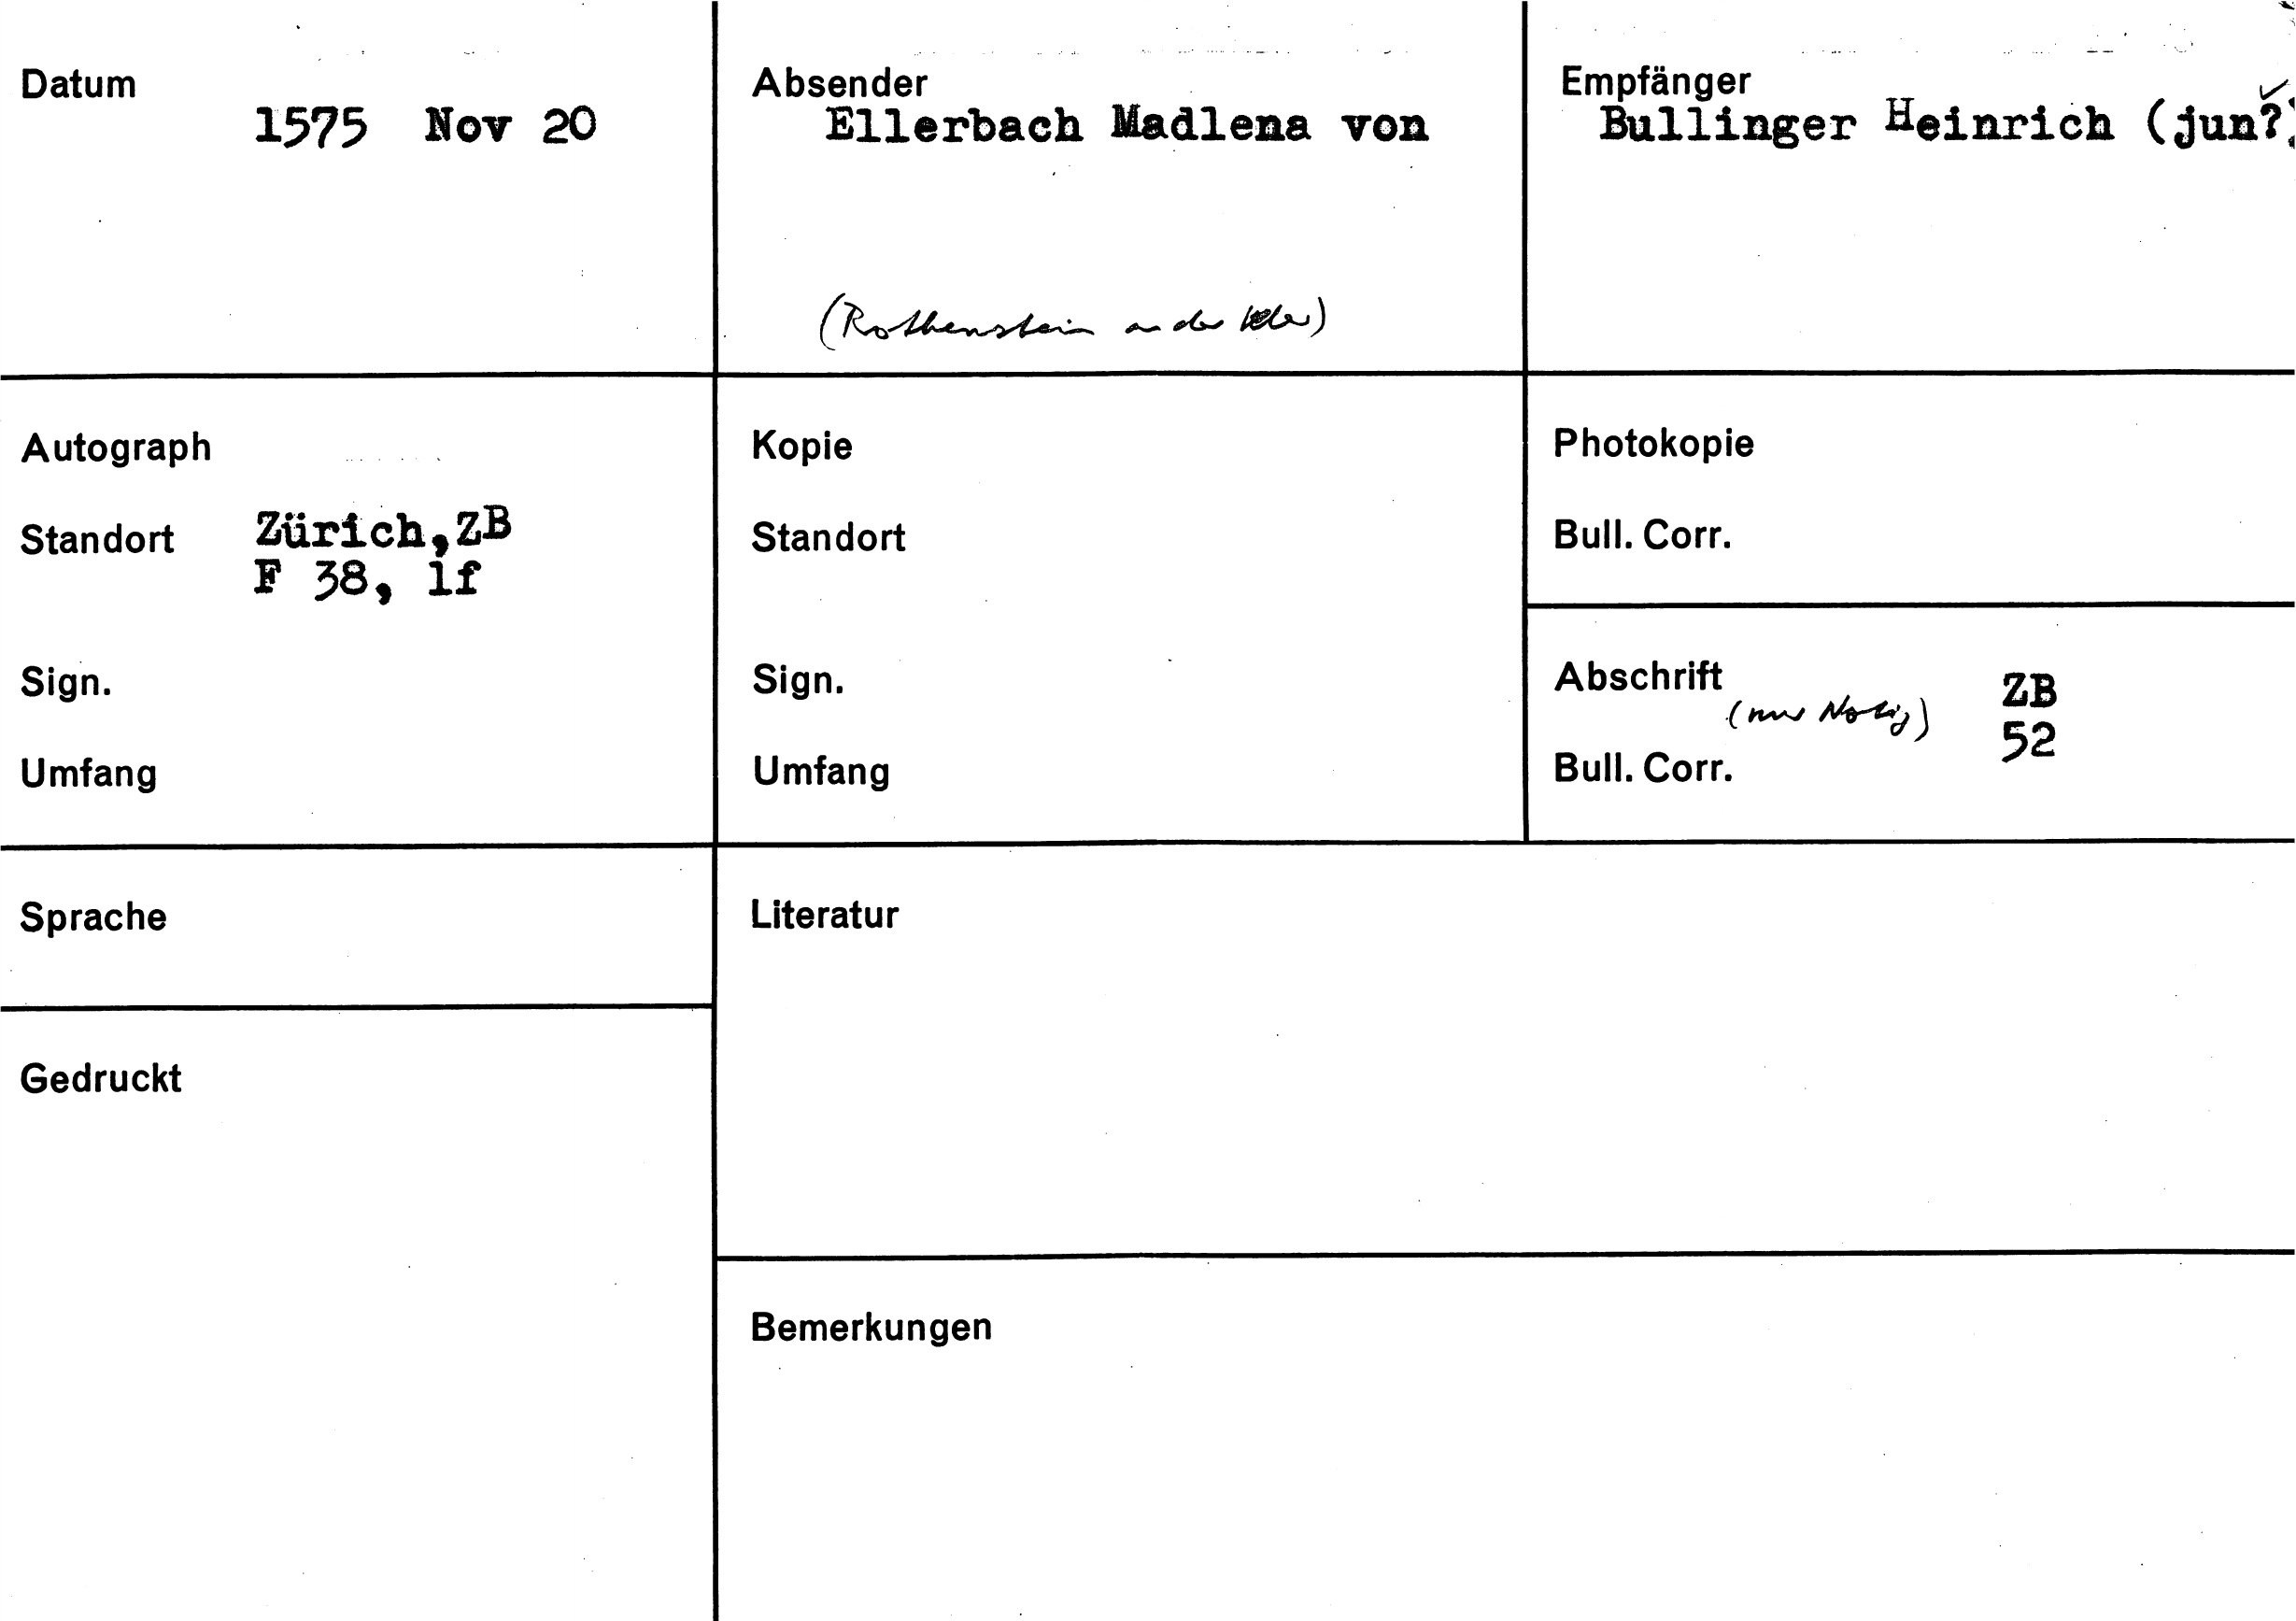 Datum
1575 Nov 20
Absender
Ellerbach Madlena von
(Rothenstein an der Iller)
Empfänger
Bullinger Heinrich (jun?)
Autograph
Standort Zürich,ZB
F 38, 1f
Sign.
Umfang
Kopie
Standort
Sign.
Umfang
Photokopie
Bull. Corr.
Abschrift ZB
(nur Notiz) 52
Bull. Corr.
Sprache
Literatur
Gedruckt
Bemerkungen